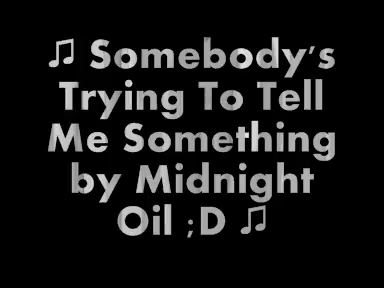 ♫ Somebody's
Trying To Tell
Me Something
by Midnight
Oil ;D ♫